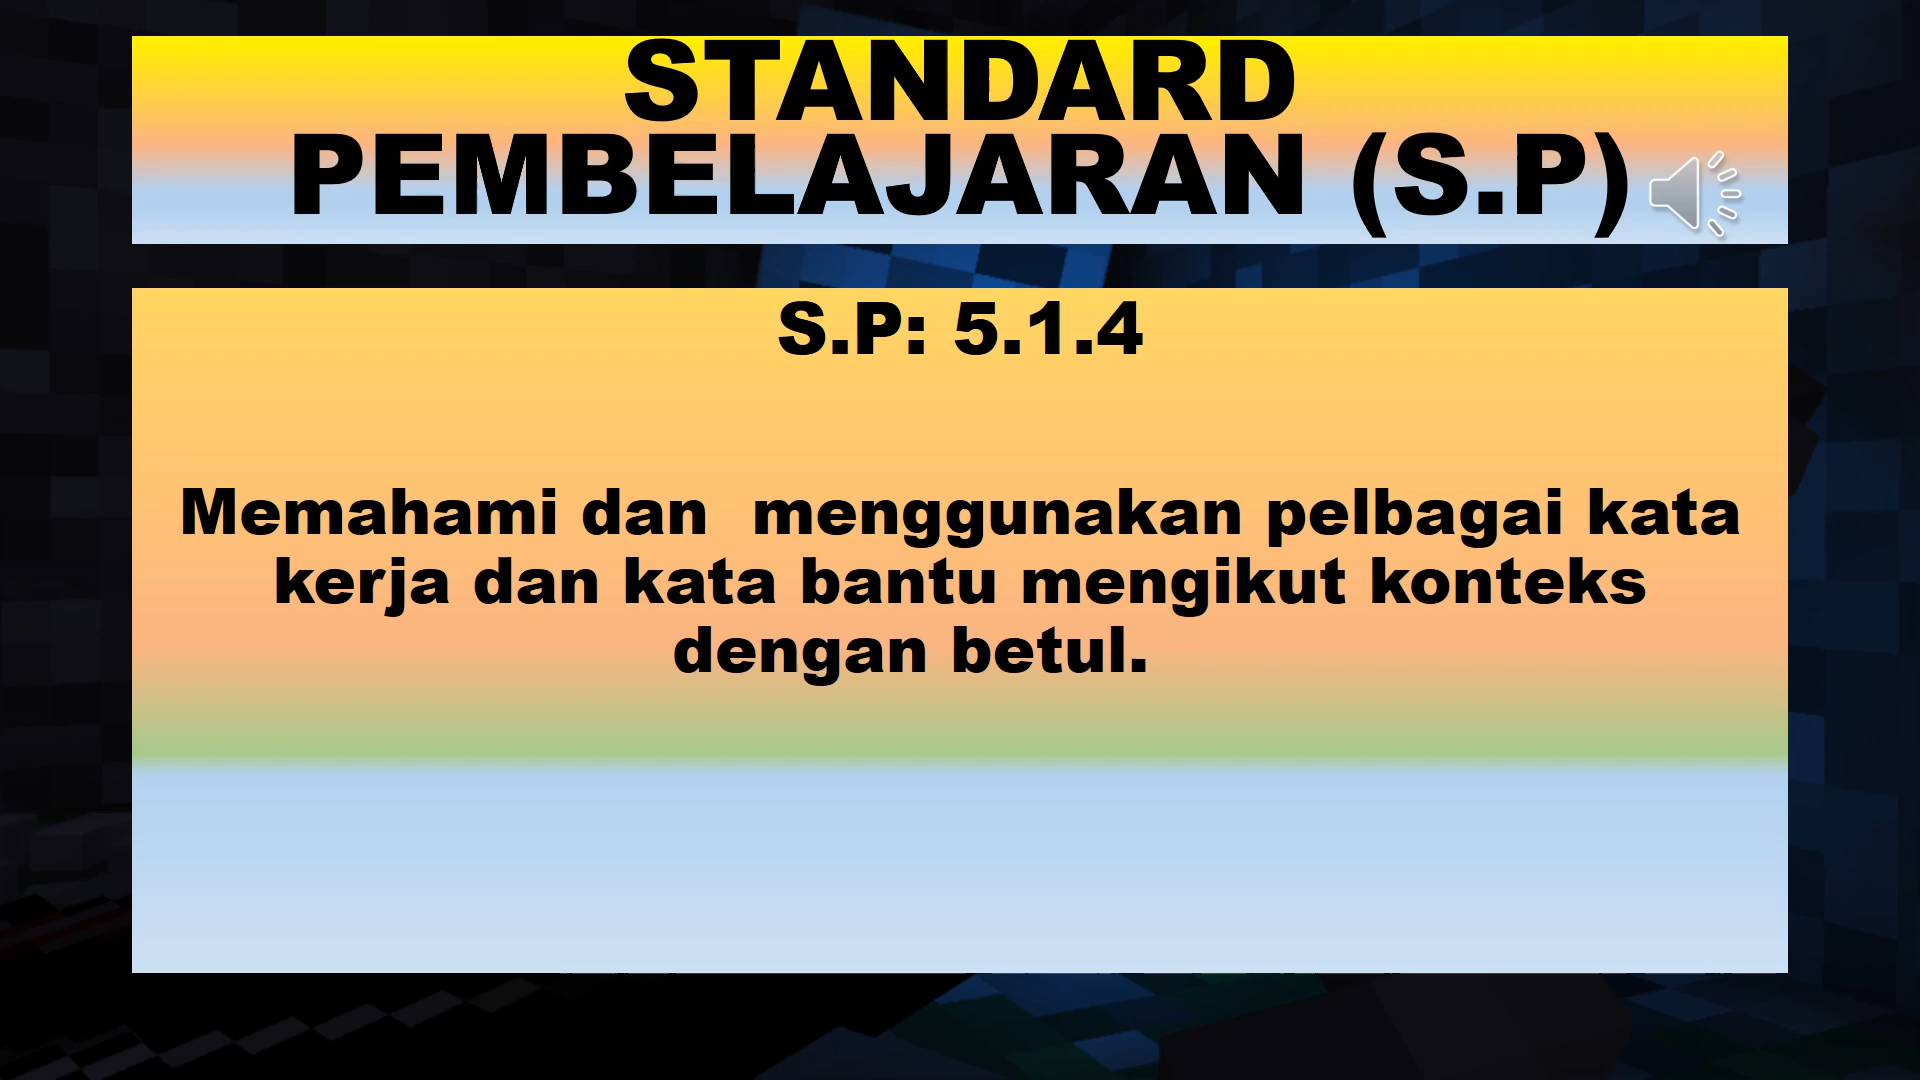 STANDARD
PEMBELAJARAN (S.P)
S.P: 5.1.4
Memahami dan  menggunakan pelbagai kata
kerja dan kata bantu mengikut konteks
dengan betul.